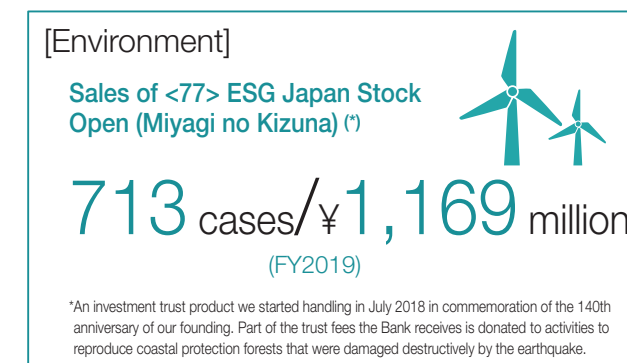 [Environment]
Sales of <77> ESG Japan Stock
Open (Miyagi no Kizuna) (*)
713 cases/¥1,169 million
(FY2019)
*An investment trust product we started handling in July 2018 in commemoration of the 140th
anniversary of our founding. Part of the trust fees the Bank receives is donated to activities to
reproduce coastal protection forests that were damaged destructively by the earthquake.